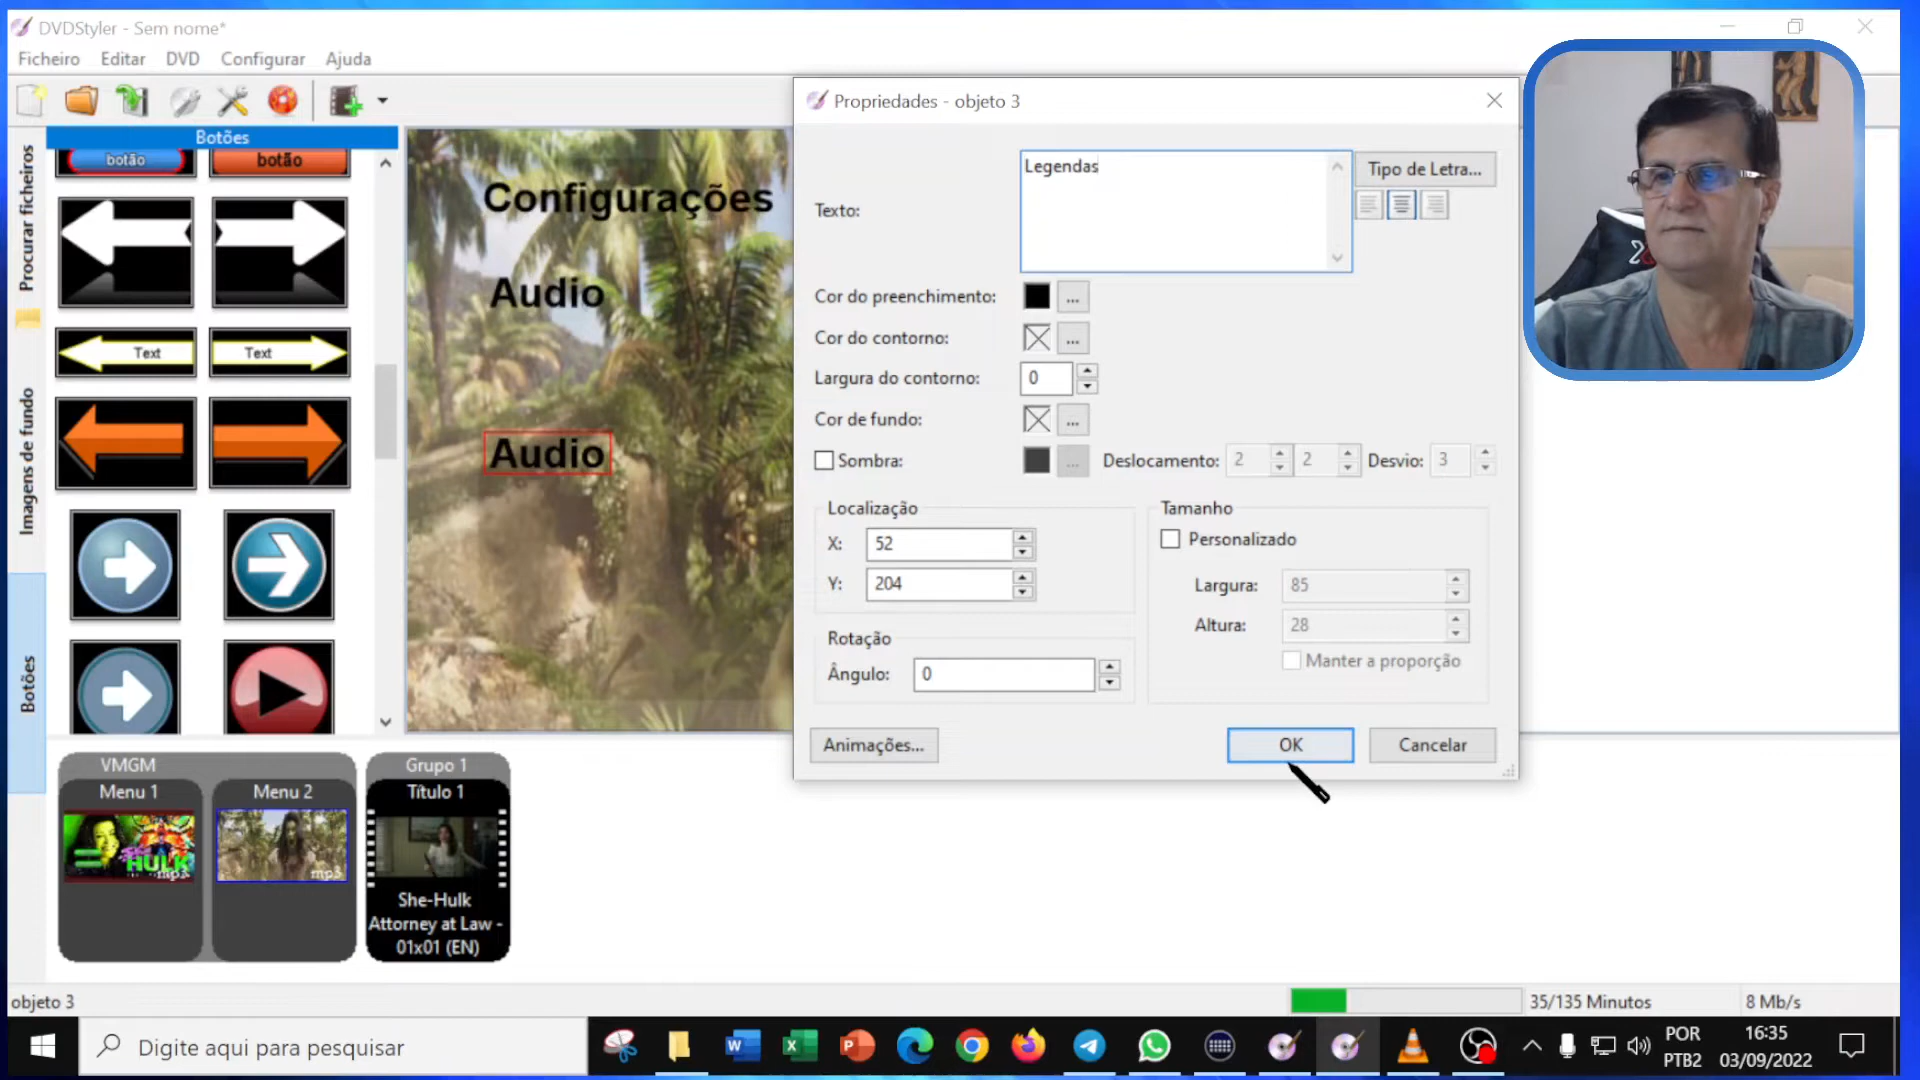 DVDStyler - Sem nome*
Ficheiro Editar DVD Configurar Ajuda
Botões
Procurar ficheiros
Imagens de fundo
Botões
botão botão
Text Text
Configurações
Audio
Audio
Propriedades - objeto 3
Texto:
Legendas
Tipo de Letra...
Cor do preenchimento: ...
Cor do contorno: ...
Largura do contorno: 0
Cor de fundo: ...
Sombra: ... Deslocamento: 2 2 Desvio: 3
Localização
X: 52
Y: 204
Tamanho
Personalizado
Largura: 85
Altura: 28
Manter a proporção
Rotação
Ângulo: 0
Animações... OK Cancelar
VMGM
Menu 1 Menu 2
HULK
mp3 mp3
Grupo 1
Título 1
She-Hulk
Attorney at Law -
01x01 (EN)
objeto 3 35/135 Minutos 8 Mb/s
Digite aqui para pesquisar
POR
PTB2
16:35
03/09/2022